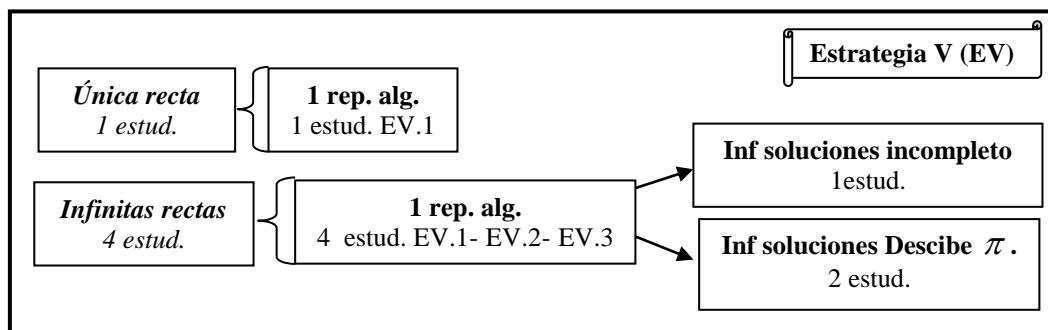 Estrategia V (EV)
Única recta
1 estud.
1 rep. alg.
1 estud. EV.1
Infinitas rectas
4 estud.
1 rep. alg.
4 estud. EV.1- EV.2- EV.3
Inf soluciones incompleto
1estud.
Inf soluciones Descibe π .
2 estud.